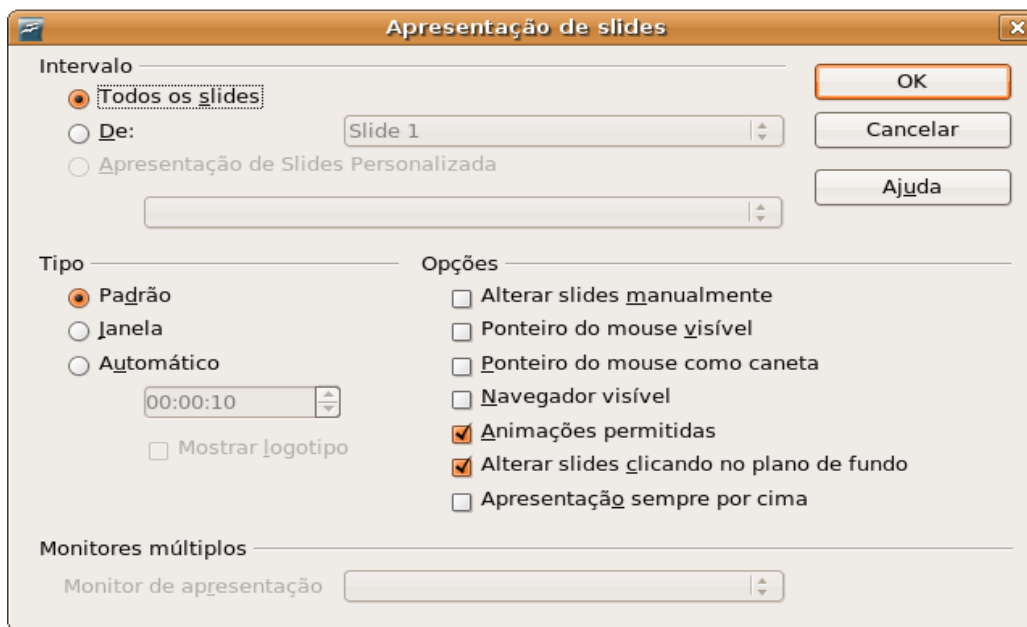 Apresentação de slides
Intervalo
Todos os slides
De:
Slide 1
Apresentação de Slides Personalizada
OK
Cancelar
Ajuda
Tipo
Padrão
Janela
Automático
00:00:10
Mostrar logotipo
Opções
Alterar slides manualmente
Ponteiro do mouse visível
Ponteiro do mouse como caneta
Navegador visível
Animações permitidas
Alterar slides clicando no plano de fundo
Apresentação sempre por cima
Monitores múltiplos
Monitor de apresentação